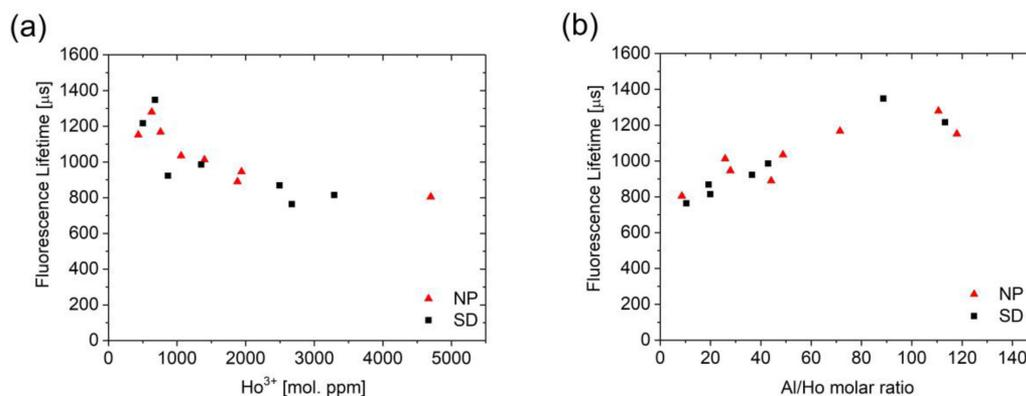 (a)
1600
1400
1200
1000
800
600
400
200
0
Fluorescence Lifetime [µs]
NP
SD
0 1000 2000 3000 4000 5000
Ho³⁺ [mol. ppm]
(b)
1600
1400
1200
1000
800
600
400
200
0
Fluorescence Lifetime [µs]
NP
SD
0 20 40 60 80 100 120 140
Al/Ho molar ratio